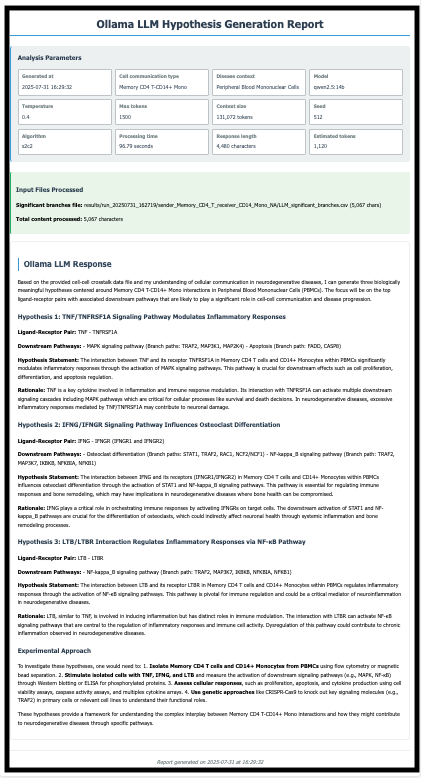 Ollama LLM Hypothesis Generation Report
Analysis Parameters
Generated at
2025-07-31 16:29:32
Cell communication type
Memory CD4 T-CD14+ Mono
Disease context
Peripheral Blood Mononuclear Cells
Model
qwen2.5:14b
Temperature
0.4
Max tokens
1500
Context size
131,072 tokens
Seed
512
Algorithm
s2c2
Processing time
96.79 seconds
Response length
4,480 characters
Estimated tokens
1,120
Input Files Processed
Significant branches file: results/run_20250731_162719/sender_Memory_CD4_T_receiver_CD14_Mono_NA/LLM_significant_branches.csv (5,067 chars)
Total content processed: 5,067 characters
Ollama LLM Response
Based on the provided cell-cell crosstalk data file and my understanding of cellular communication in neurodegenerative diseases, I can generate three biologically
meaningful hypotheses centered around Memory CD4 T-CD14+ Mono interactions in Peripheral Blood Mononuclear Cells (PBMCs). The focus will be on the top
ligand-receptor pairs with associated downstream pathways that are likely to play a significant role in cell-cell communication and disease progression.
Hypothesis 1: TNF/TNFRSF1A Signaling Pathway Modulates Inflammatory Responses
Ligand-Receptor Pair: TNF - TNFRSF1A
Downstream Pathways: - MAPK signaling pathway (Branch path: TRAF2, MAP3K1, MAP2K4) - Apoptosis (Branch path: FADD, CASP8)
Hypothesis Statement: The interaction between TNF and its receptor TNFRSF1A in Memory CD4 T cells and CD14+ Monocytes within PBMCs significantly
modulates inflammatory responses through the activation of MAPK signaling pathways. This pathway is crucial for downstream effects such as cell proliferation,
differentiation, and apoptosis regulation.
Rationale: TNF is a key cytokine involved in inflammation and immune response modulation. Its interaction with TNFRSF1A can activate multiple downstream
signaling cascades including MAPK pathways which are critical for cellular processes like survival and death decisions. In neurodegenerative diseases, excessive
inflammatory responses mediated by TNF/TNFRSF1A may contribute to neuronal damage.
Hypothesis 2: IFNG/IFNGR Signaling Pathway Influences Osteoclast Differentiation
Ligand-Receptor Pair: IFNG - IFNGR (IFNGR1 and IFNGR2)
Downstream Pathways: - Osteoclast differentiation (Branch path: STAT1, TRAF2, RAC1, NCF2/NCF1) - NF-kappa_B signaling pathway (Branch path: TRAF2,
MAP3K7, IKBKB, NFKBIA, NFKB1)
Hypothesis Statement: The interaction between IFNG and its receptors (IFNGR1/IFNGR2) in Memory CD4 T cells and CD14+ Monocytes within PBMCs
influences osteoclast differentiation through the activation of STAT1 and NF-kappa_B signaling pathways. This pathway is essential for regulating immune
responses and bone remodeling, which may have implications in neurodegenerative diseases where bone health can be compromised.
Rationale: IFNG plays a critical role in orchestrating immune responses by activating IFNGRs on target cells. The downstream activation of STAT1 and NF-
kappa_B pathways are crucial for the differentiation of osteoclasts, which could indirectly affect neuronal health through systemic inflammation and bone
remodeling processes.
Hypothesis 3: LTB/LTBR Interaction Regulates Inflammatory Responses via NF-κB Pathway
Ligand-Receptor Pair: LTB - LTBR
Downstream Pathways: - NF-kappa_B signaling pathway (Branch path: TRAF2, MAP3K7, IKBKB, NFKBIA, NFKB1)
Hypothesis Statement: The interaction between LTB and its receptor LTBR in Memory CD4 T cells and CD14+ Monocytes within PBMCs regulates inflammatory
responses through the activation of NF-κB signaling pathways. This pathway is pivotal for immune regulation and could be a critical mediator of neuroinflammation
in neurodegenerative diseases.
Rationale: LTB, similar to TNF, is involved in inducing inflammation but has distinct roles in immune modulation. The interaction with LTBR can activate NF-κB
signaling pathways that are central to the regulation of inflammatory responses and immune cell activity. Dysregulation of this pathway could contribute to chronic
inflammation observed in neurodegenerative diseases.
Experimental Approach
To investigate these hypotheses, one would need to: 1. Isolate Memory CD4 T cells and CD14+ Monocytes from PBMCs using flow cytometry or magnetic
bead separation. 2. Stimulate isolated cells with TNF, IFNG, and LTB and measure the activation of downstream signaling pathways (e.g., MAPK, NF-κB)
through Western blotting or ELISA for phosphorylated proteins. 3. Assess cellular responses, such as proliferation, apoptosis, and cytokine production using cell
viability assays, caspase activity assays, and multiplex cytokine arrays. 4. Use genetic approaches like CRISPR-Cas9 to knock out key signaling molecules (e.g.,
TRAF2) in primary cells or relevant cell lines to understand their functional roles.
These hypotheses provide a framework for understanding the complex interplay between Memory CD4 T-CD14+ Mono interactions and how they might contribute
to neurodegenerative diseases through specific pathways.
Report generated on 2025-07-31 at 16:29:32